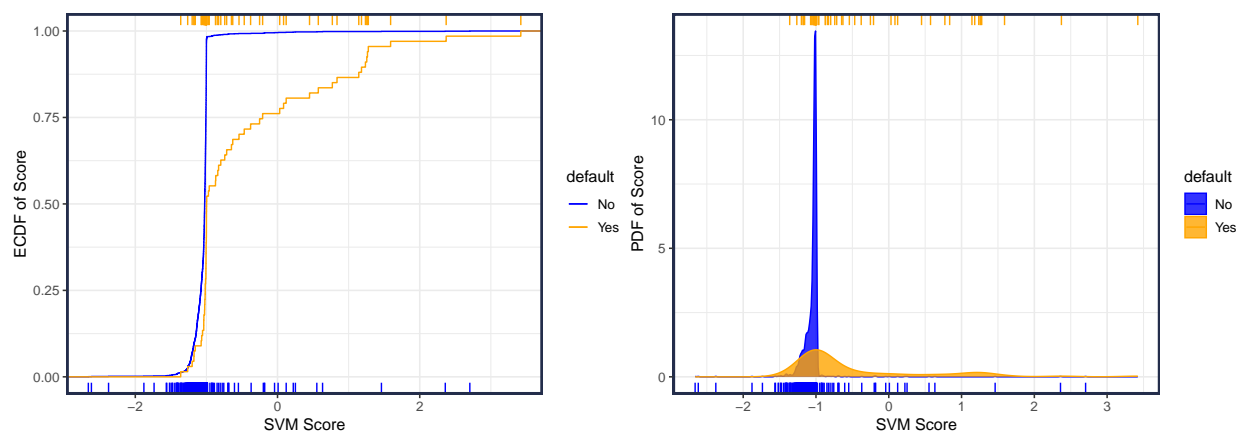 ECDF of Score
1.00
0.75
0.50
0.25
0.00
−2
0
2
SVM Score
default
No
Yes
PDF of Score
10
5
0
−2
−1
0
1
2
3
SVM Score
default
No
Yes